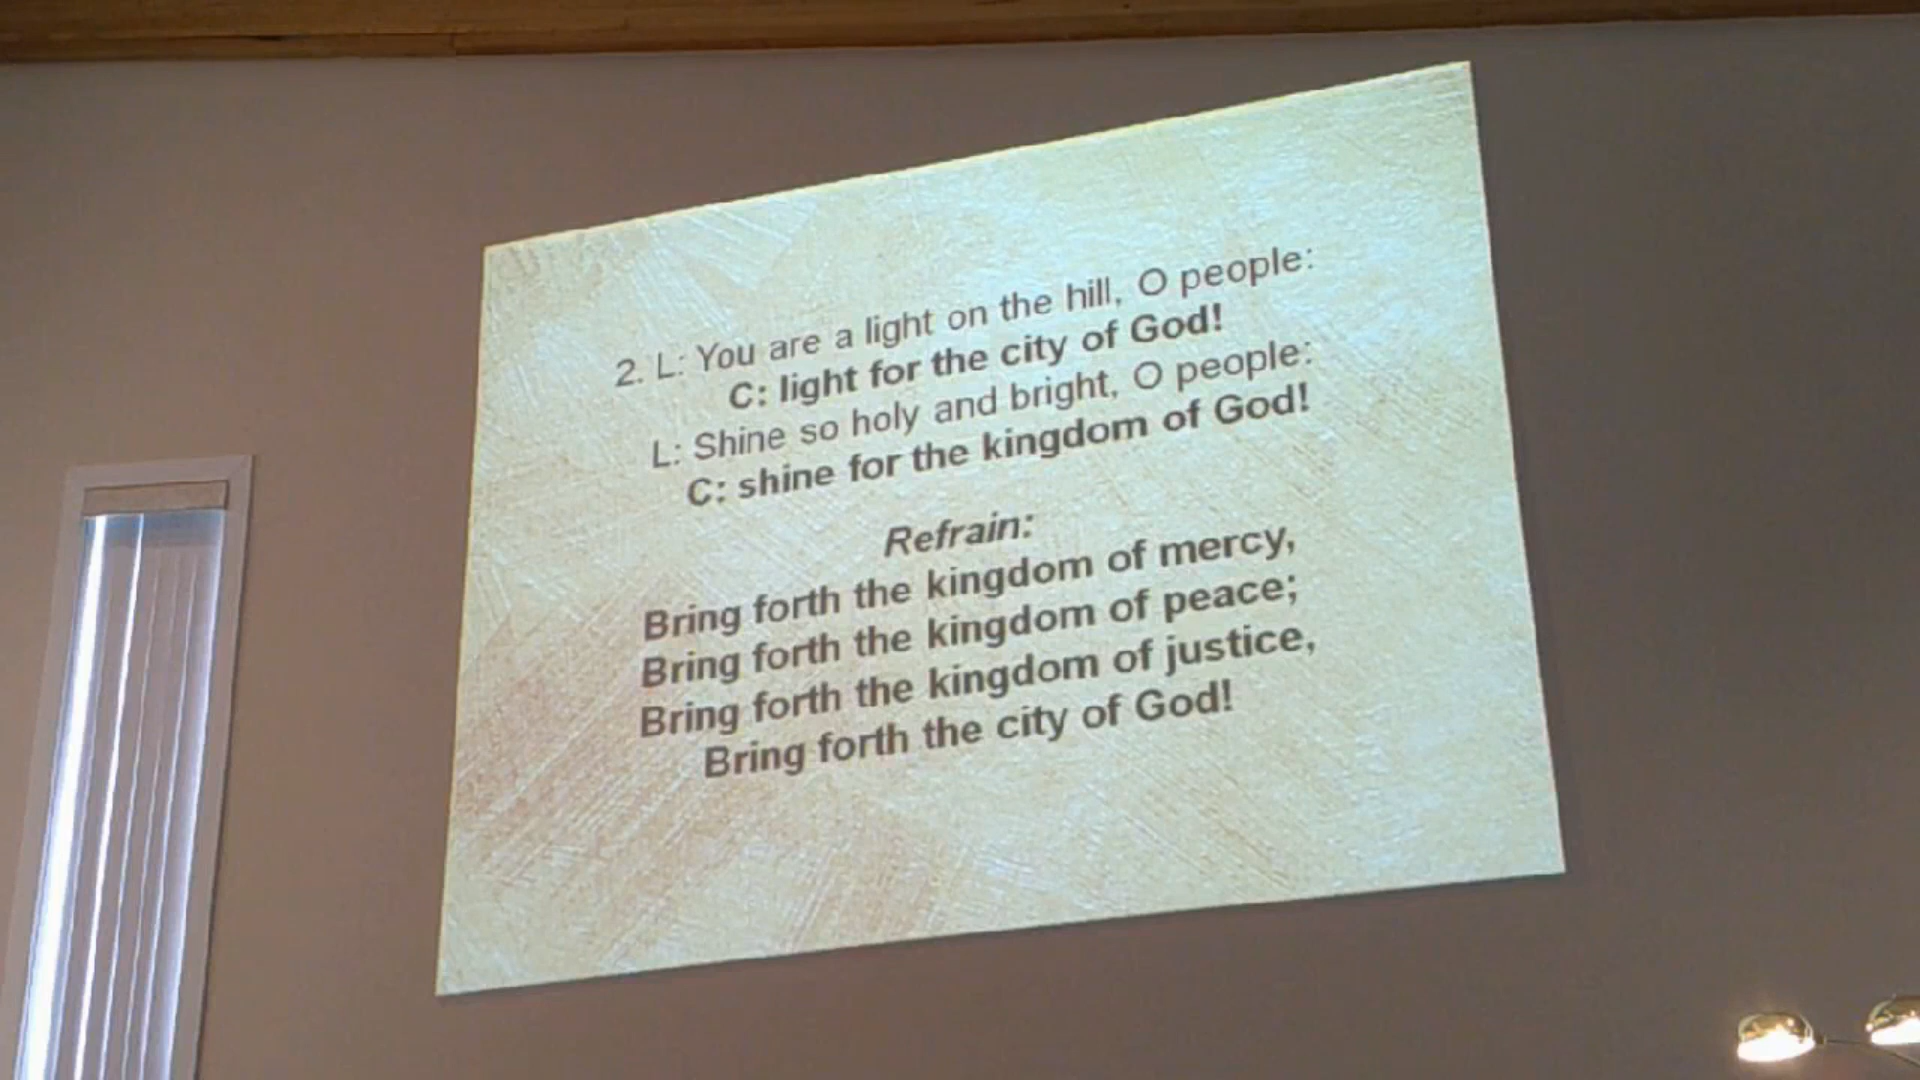 2. L: You are a light on the hill, O people:
C: light for the city of God!
L: Shine so holy and bright, O people:
C: shine for the kingdom of God!
Refrain:
Bring forth the kingdom of mercy,
Bring forth the kingdom of peace;
Bring forth the kingdom of justice,
Bring forth the city of God!